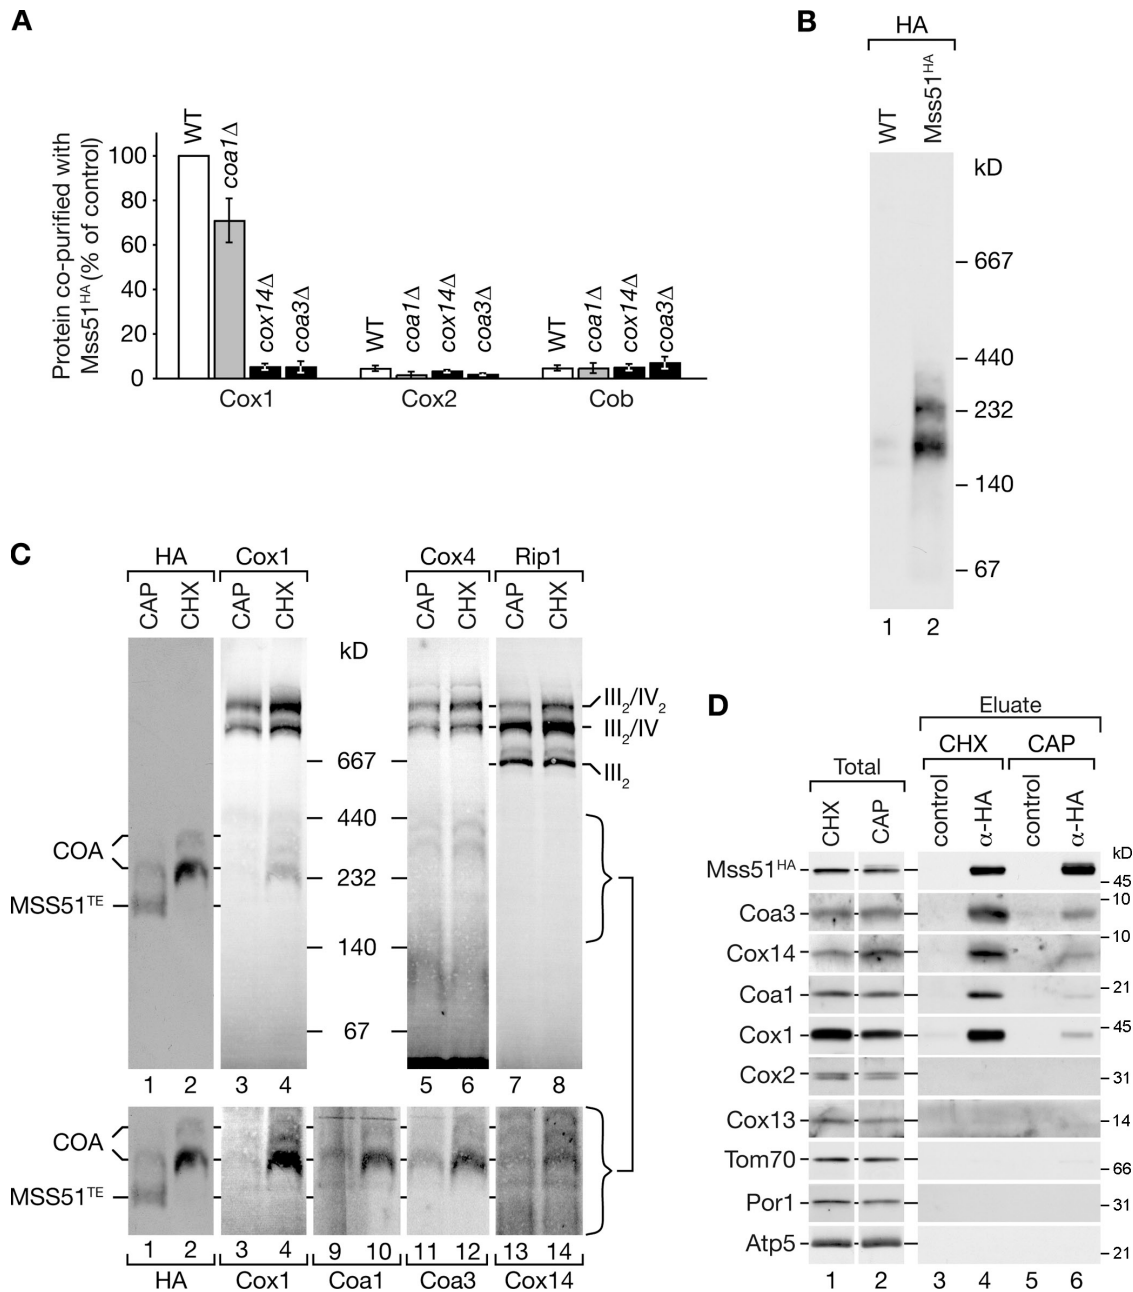 A
Protein co-purified with
Mss51HA (% of control)
100
80
60
40
20
0
WT
coa1Δ
cox14Δ
coa3Δ
WT
coa1Δ
cox14Δ
coa3Δ
WT
coa1Δ
cox14Δ
coa3Δ
Cox1 Cox2 Cob
B
HA
WT Mss51HA
kD
667
440
232
140
67
1 2
C
HA Cox1 Cox4 Rip1
CAP CHX CAP CHX CAP CHX CAP CHX
kD
III2/IV2
III2/IV
667
III2
440
COA
232
MSS51TE
140
67
1 2 3 4 5 6 7 8
COA
MSS51TE
1 2 3 4 9 10 11 12 13 14
HA Cox1 Coa1 Coa3 Cox14
D
Eluate
Total CHX CAP
CHX CAP control α-HA control α-HA
kD
Mss51HA
45
10
Coa3
10
Cox14
21
Coa1
45
Cox1
Cox2
31
Cox13
14
Tom70
66
Por1
31
Atp5
21
1 2 3 4 5 6